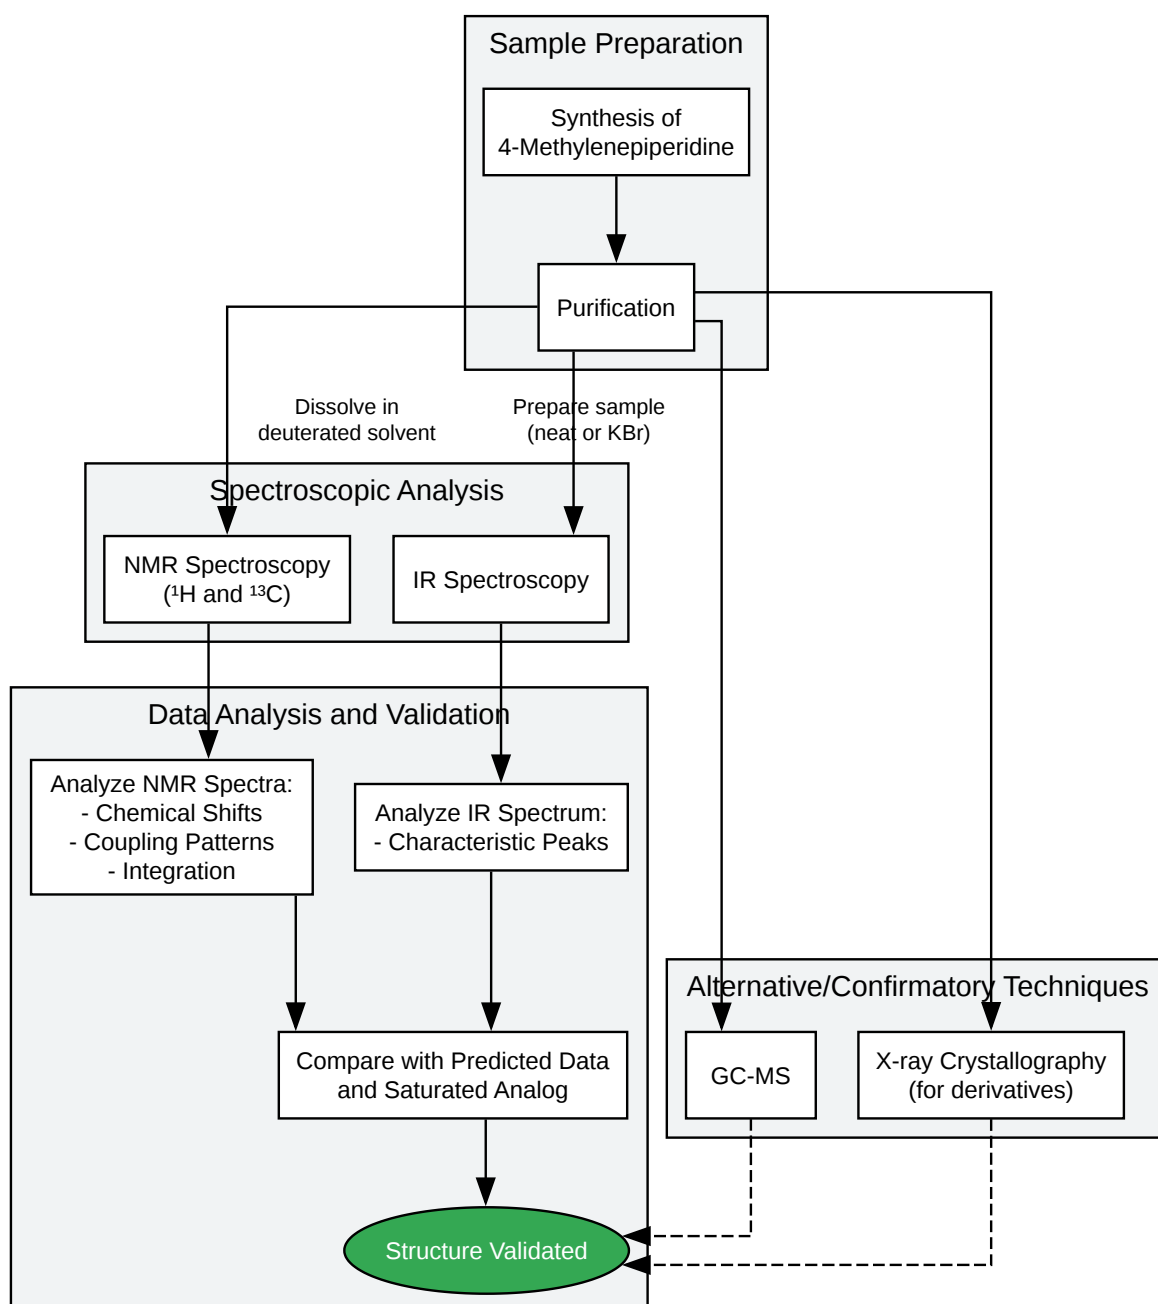 Sample Preparation
Synthesis of
4-Methylenepiperidine
Purification
Dissolve in
deuterated solvent
Prepare sample
(neat or KBr)
Spectroscopic Analysis
NMR Spectroscopy
(¹H and ¹³C)
IR Spectroscopy
Data Analysis and Validation
Analyze NMR Spectra:
- Chemical Shifts
- Coupling Patterns
- Integration
Analyze IR Spectrum:
- Characteristic Peaks
Alternative/Confirmatory Techniques
Compare with Predicted Data
and Saturated Analog
GC-MS
X-ray Crystallography
(for derivatives)
Structure Validated